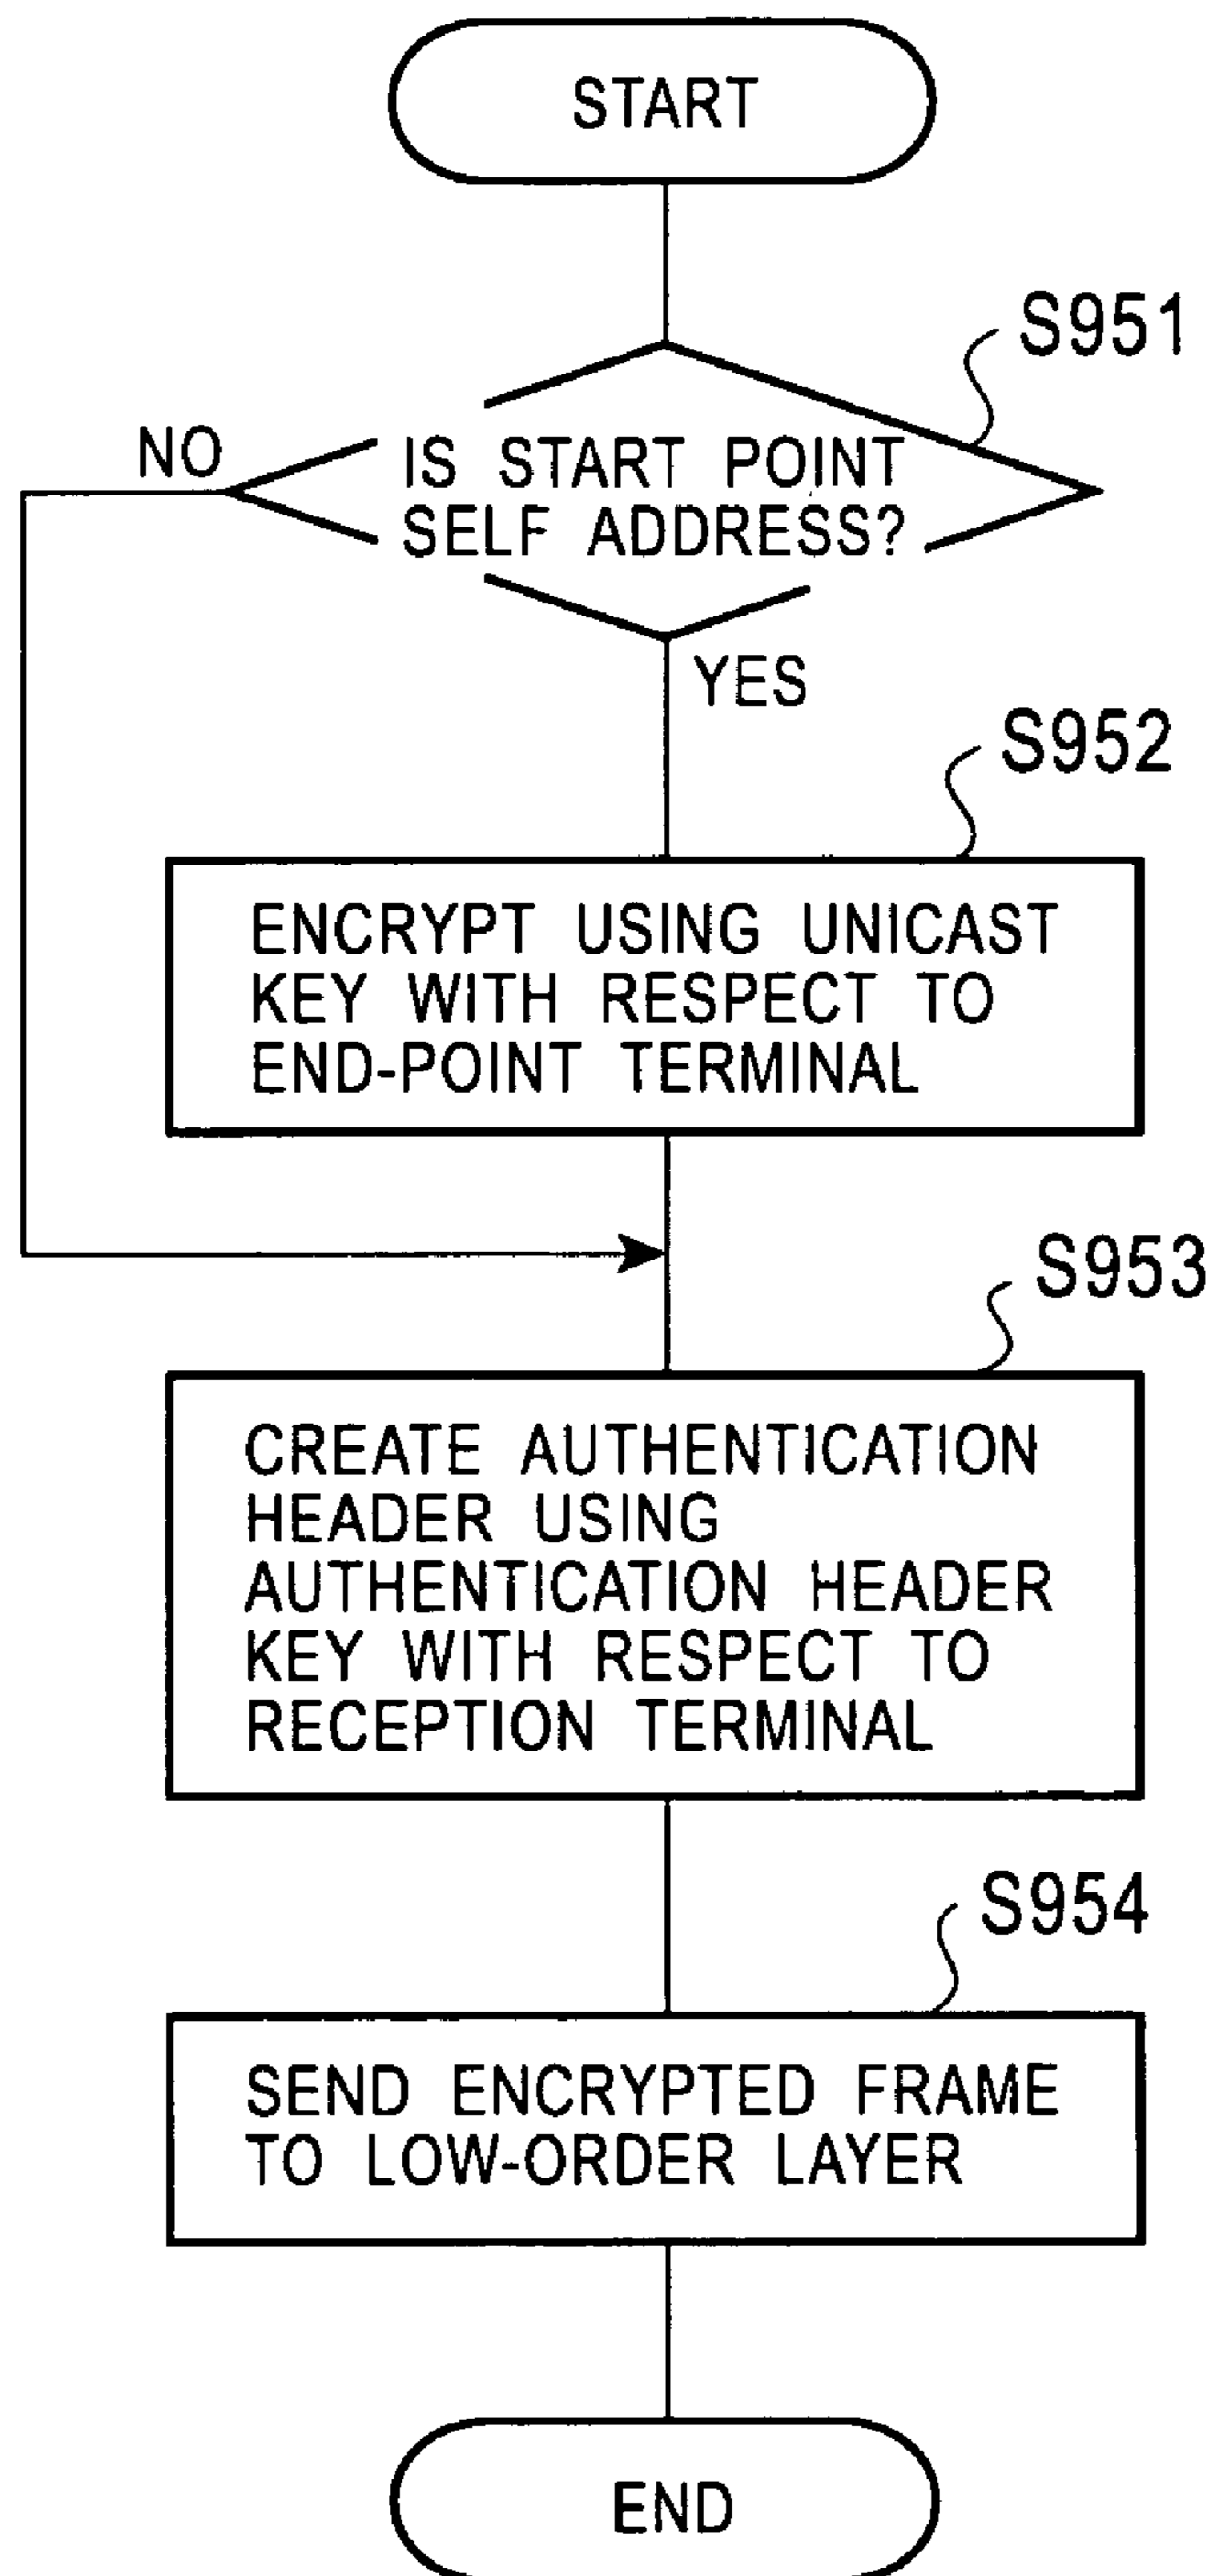 START
S951
NO
IS START POINT
SELF ADDRESS?
YES
S952
ENCRYPT USING UNICAST
KEY WITH RESPECT TO
END-POINT TERMINAL
S953
CREATE AUTHENTICATION
HEADER USING
AUTHENTICATION HEADER
KEY WITH RESPECT TO
RECEPTION TERMINAL
S954
SEND ENCRYPTED FRAME
TO LOW-ORDER LAYER
END